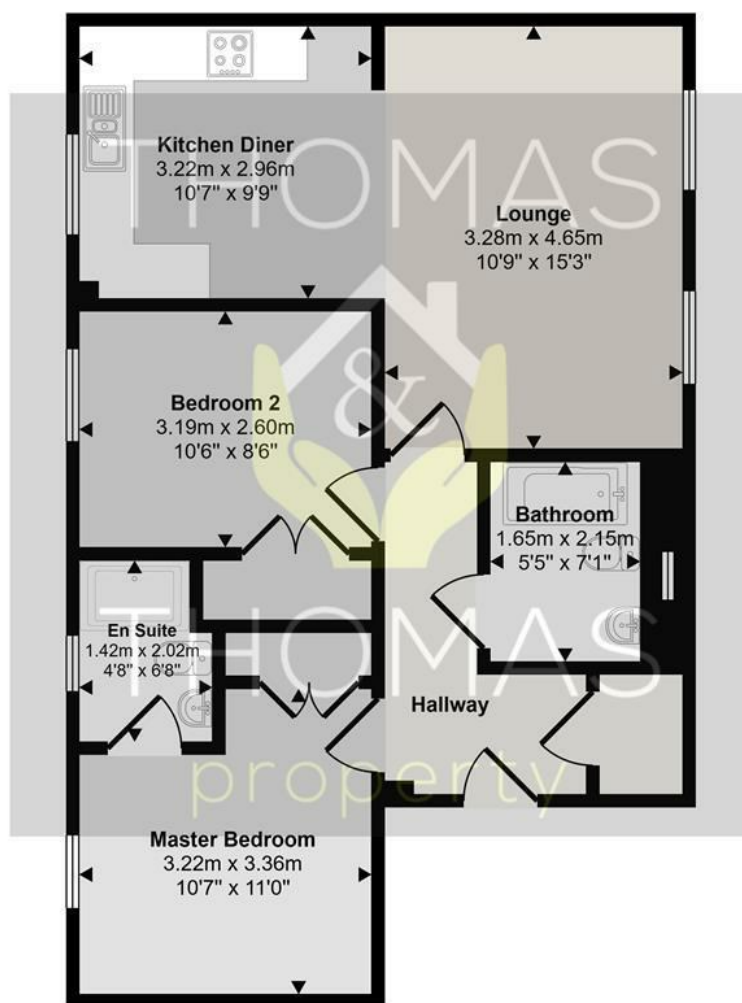 Kitchen Diner
3.22m x 2.96m
10'7" x 9'9"
Lounge
3.28m x 4.65m
10'9" x 15'3"
Bedroom 2
3.19m x 2.60m
10'6" x 8'6"
Bathroom
1.65m x 2.15m
5'5" x 7'1"
En Suite
1.42m x 2.02m
4'8" x 6'8"
Hallway
Master Bedroom
3.22m x 3.36m
10'7" x 11'0"
THOMAS
&
THOMAS
property